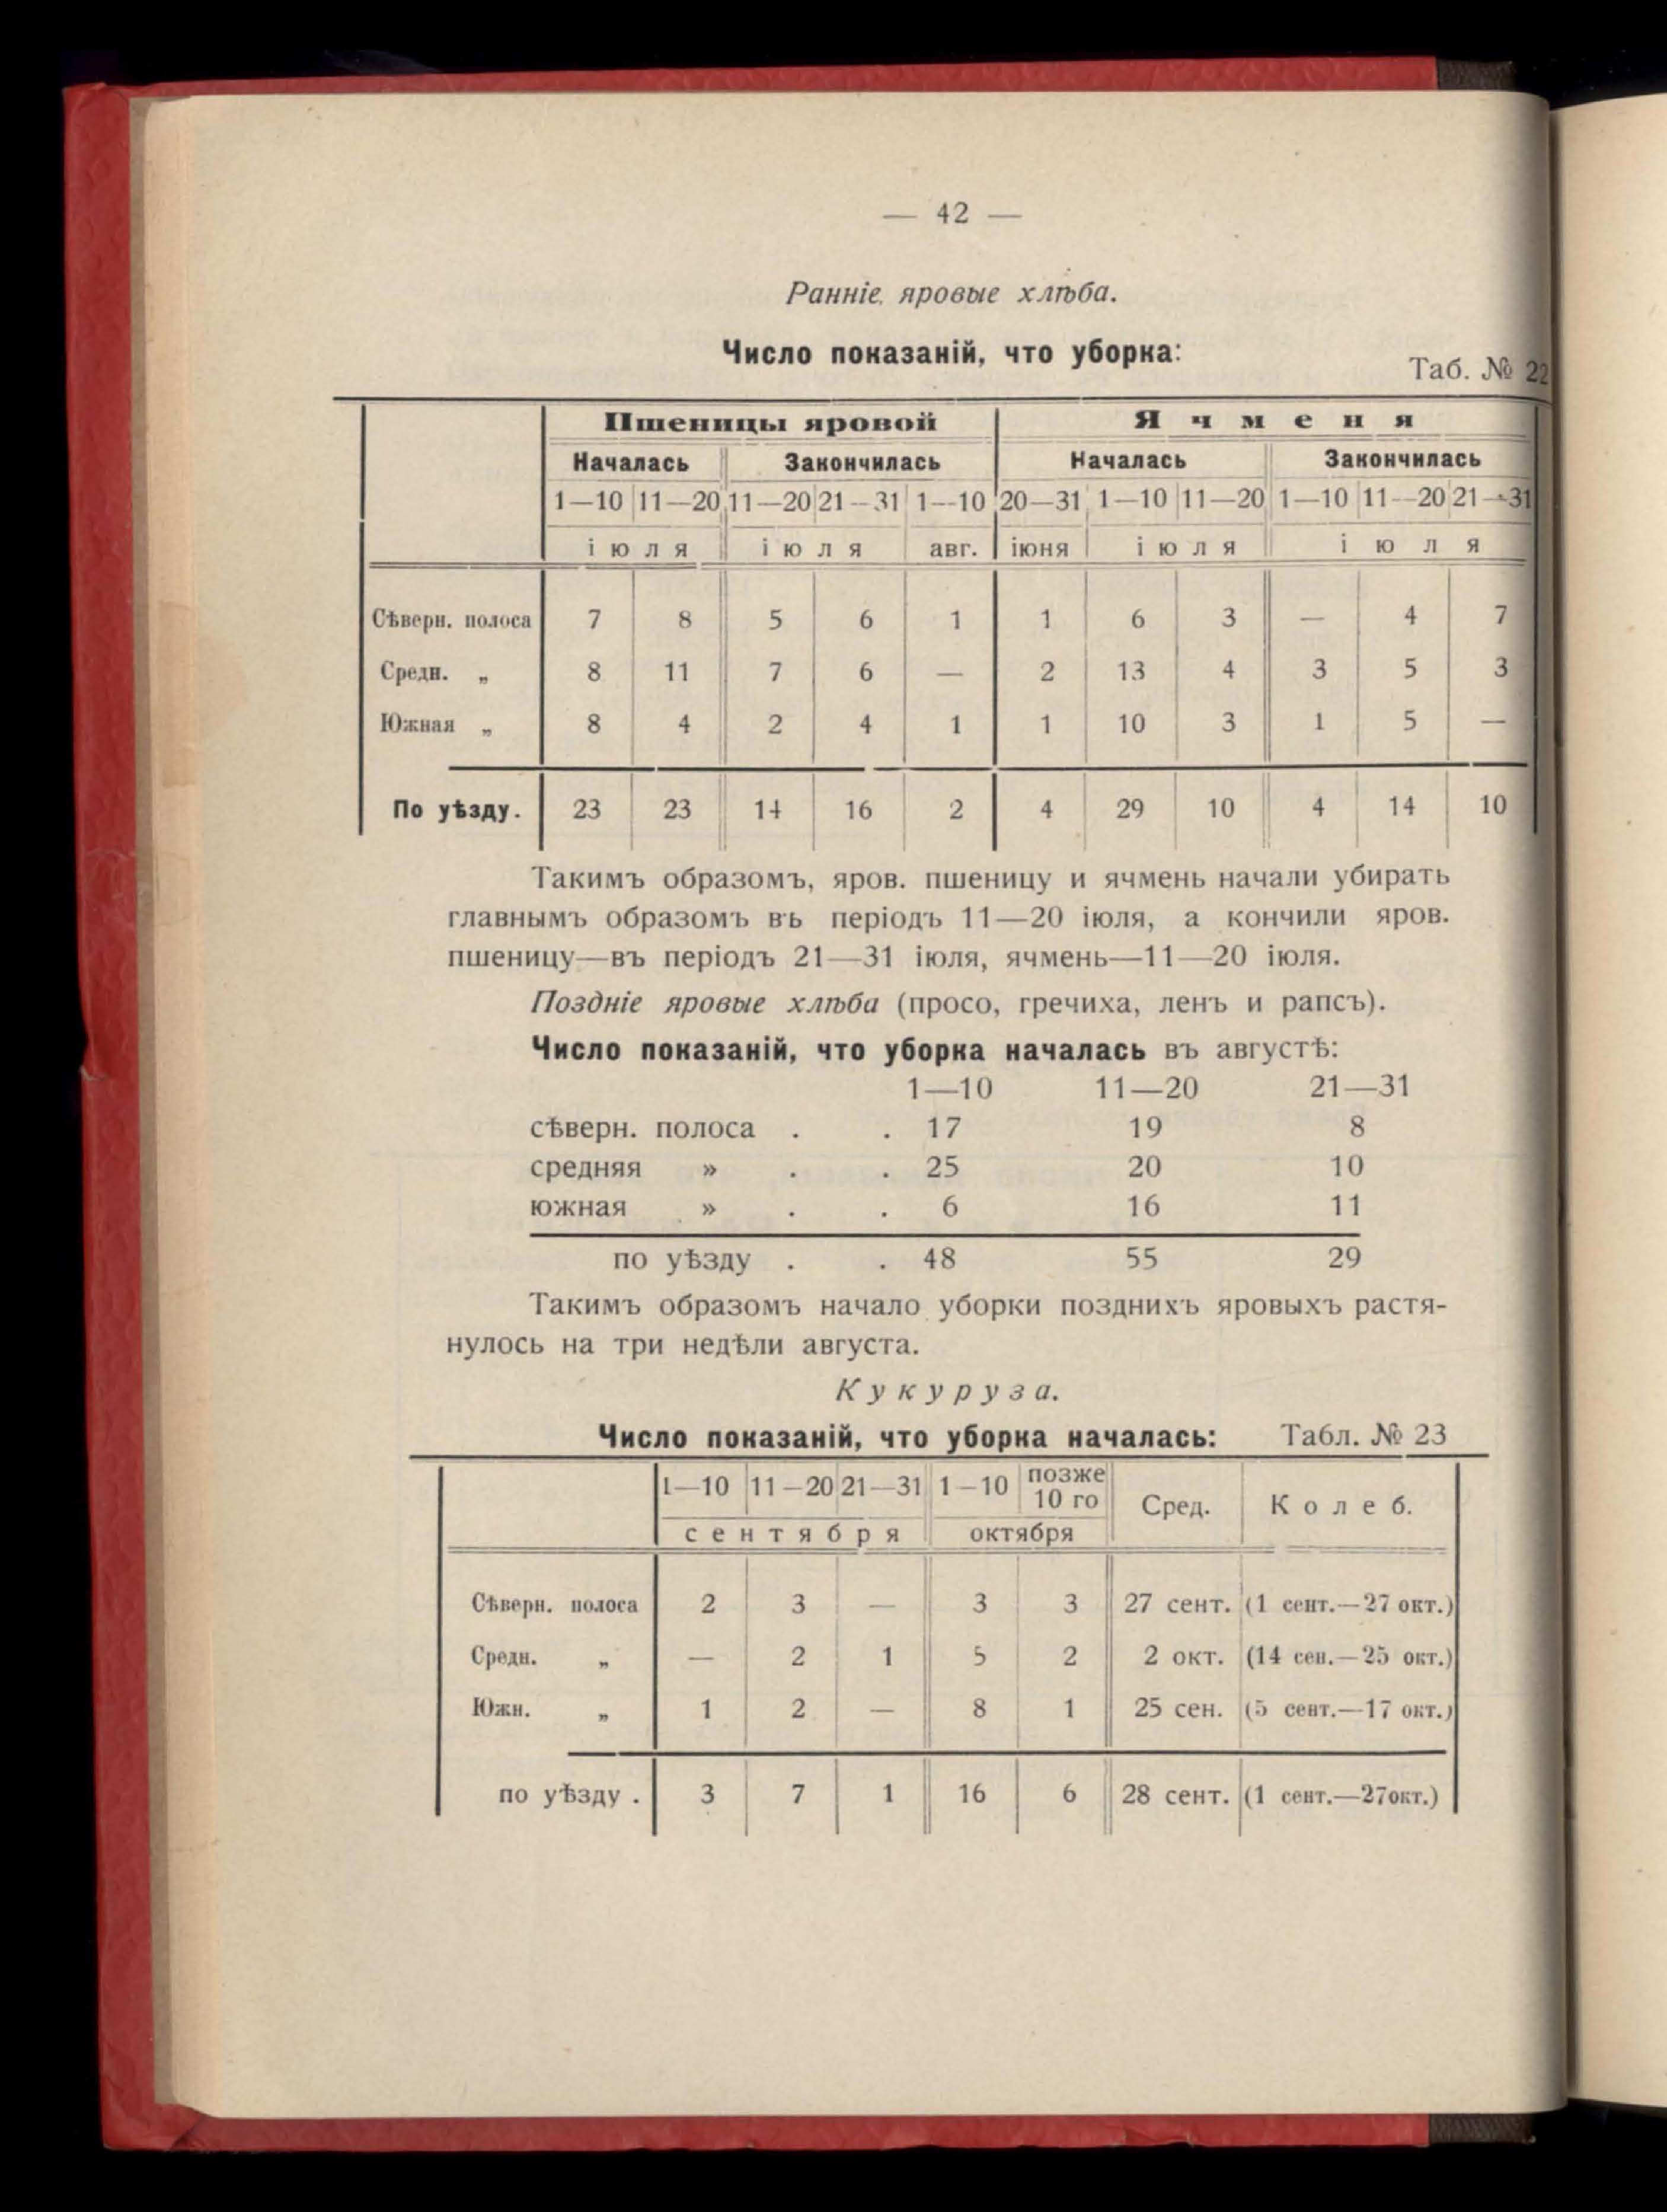 — 42 —
Ранніе яровые хлѣба.
Число показаній, что уборка:
Таб. № 22
Пшеницы яровой Ячменя
Началась Закончилась Началась Закончилась
1—10 11—20 11—20 21—31 1—10 20—31 1—10 11—20 1—10 11—20 21—31
іюля іюля авг. іюня іюля іюля
Сѣверн. полоса 7 8 5 6 1 1 6 3 — 4 7
Средн. „ 8 11 7 6 — 2 13 4 3 5 3
Южная „ 8 4 2 4 1 1 10 3 1 5 —
По уѣзду. 23 23 14 16 2 4 29 10 4 14 10
Такимъ образомъ, яров. пшеницу и ячмень начали убирать
главнымъ образомъ въ періодъ 11—20 іюля, а кончили яров.
пшеницу—въ періодъ 21—31 іюля, ячмень—11—20 іюля.
Поздніе яровые хлѣба (просо, гречиха, ленъ и рапсъ).
Число показаній, что уборка началась въ августѣ:
1—10 11—20 21—31
сѣверн. полоса . . 17 19 8
средняя » . . 25 20 10
южная » . . 6 16 11
по уѣзду . . 48 55 29
Такимъ образомъ начало уборки позднихъ яровыхъ растя-
нулось на три недѣли августа.
Кукуруза.
Число показаній, что уборка началась: Табл. № 23
1—10 11—20 21—31 1—10 позже 10 го Сред. Колеб.
сентября октября
Сѣверн. полоса 2 3 — 3 3 27 сент. (1 сент.—27 окт.)
Средн. „ — 2 1 5 2 2 окт. (14 сен.—25 окт.)
Южн. „ 1 2 — 8 1 25 сен. (5 сент.—17 окт.)
по уѣзду . 3 7 1 16 6 28 сент. (1 сент.—27окт.)